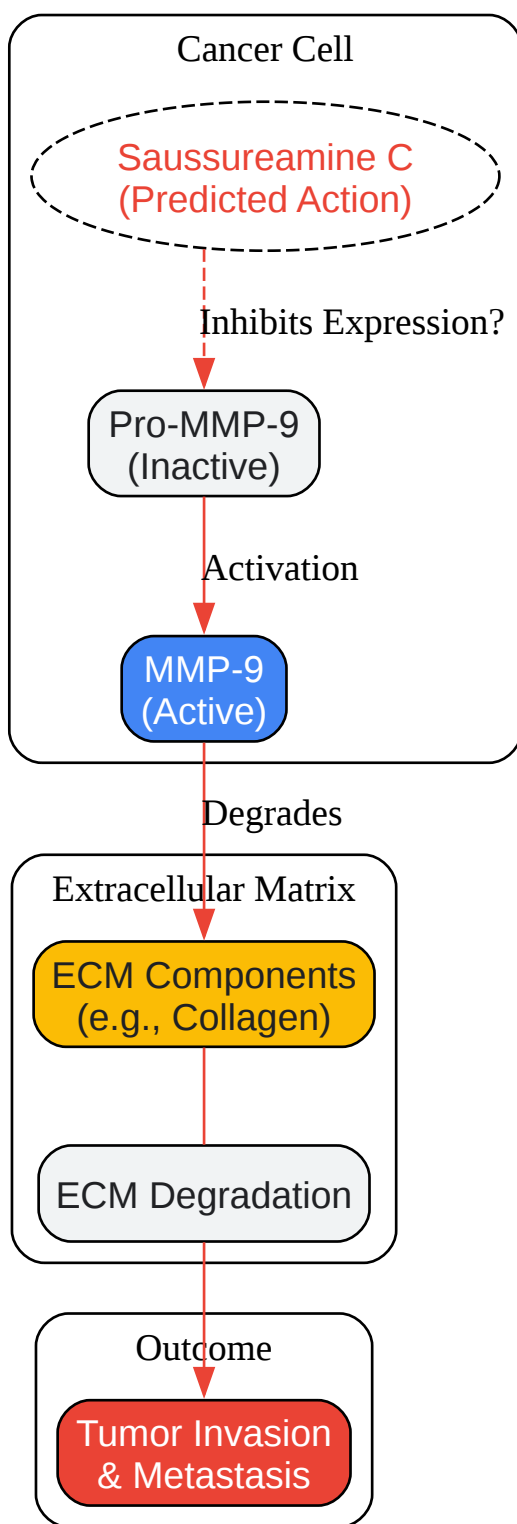 Cancer Cell
Saussureamine C
(Predicted Action)
Inhibits Expression?
Pro-MMP-9
(Inactive)
Activation
MMP-9
(Active)
Degrades
Extracellular Matrix
ECM Components
(e.g., Collagen)
ECM Degradation
Outcome
Tumor Invasion
& Metastasis